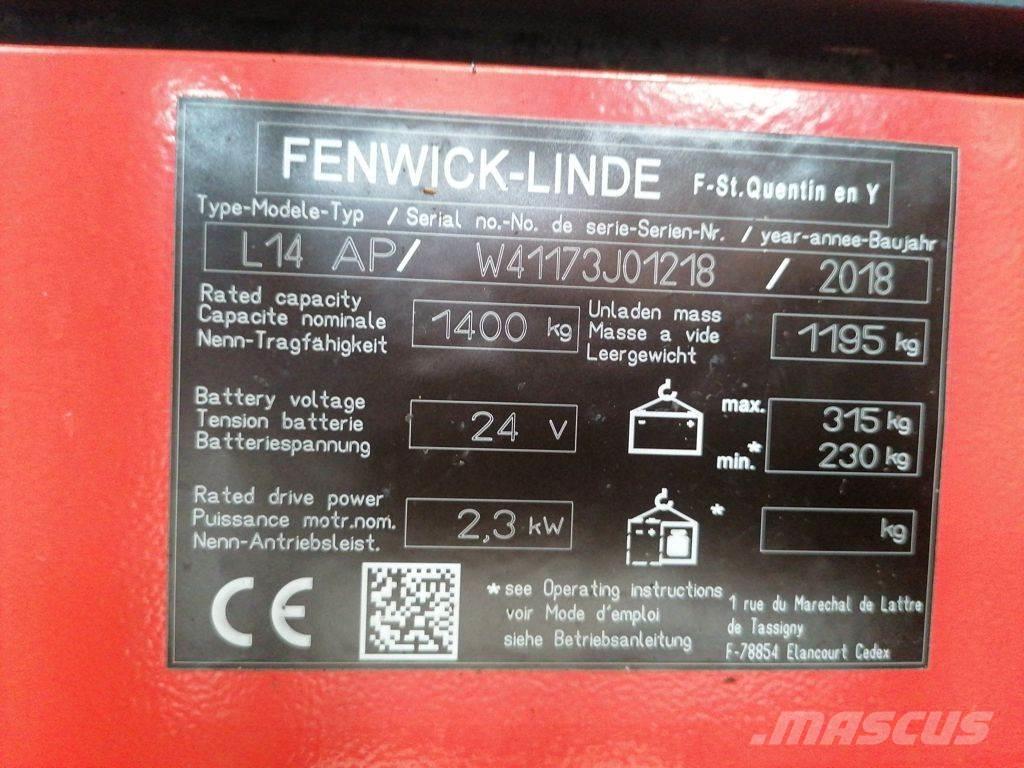 FENWICK-LINDE F-St.Quentin en Y
Type-Modele-Typ / Serial no.-No. de serie-Serien-Nr. / year-annee-Baujahr
L14 AP/ W41173J01218 / 2018
Rated capacity
Capacite nominale
Nenn-Tragfähigkeit
1400 kg
Unladen mass
Masse a vide
Leergewicht
1195 kg
Battery voltage
Tension batterie
Batteriespannung
24 V
max. 315 kg
min.* 230 kg
Rated drive power
Puissance motr.nom.
Nenn-Antriebsleist.
2,3 kW
* kg
CE
*see Operating instructions
voir Mode d'emploi
siehe Betriebsanleitung
1 rue du Marechal de Lattre
de Tassigny
F-78854 Elancourt Cedex
.MASCUS